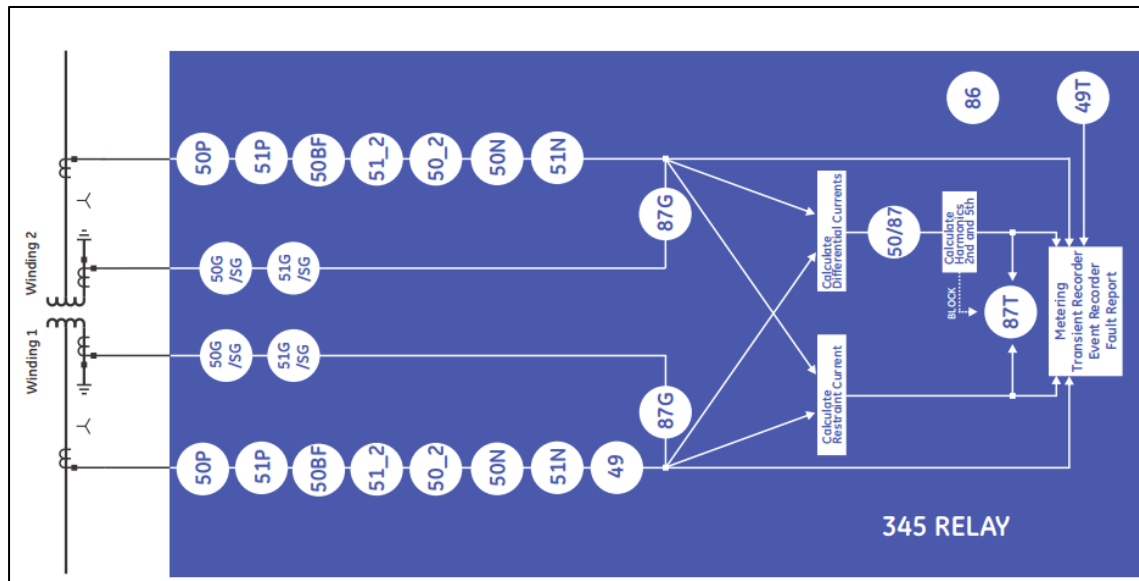 Winding 2
50P
51P
50BF
51_2
50_2
50N
51N
87G
50G
/SG
51G
/SG
Winding 1
50G
/SG
51G
/SG
87G
50P
51P
50BF
51_2
50_2
50N
51N
49
Calculate
Differential Currents
50/87
Calculate
Harmonics
2nd and 5th
BLOCK
87T
Calculate
Restraint Current
86
49T
Metering
Transient Recorder
Event Recorder
Fault Report
345 RELAY